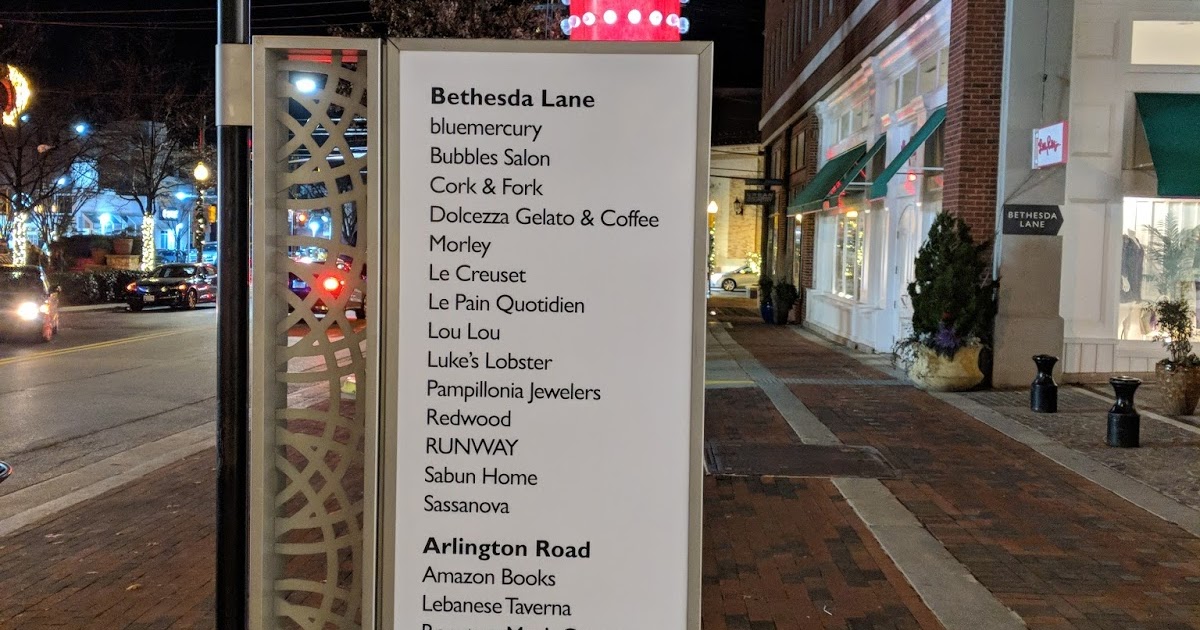 Bethesda Lane
bluemercury
Bubbles Salon
Cork & Fork
Dolcezza Gelato & Coffee
Morley
Le Creuset
Le Pain Quotidien
Lou Lou
Luke's Lobster
Pampillonia Jewelers
Redwood
RUNWAY
Sabun Home
Sassanova
Arlington Road
Amazon Books
Lebanese Taverna
BETHESDA
LANE